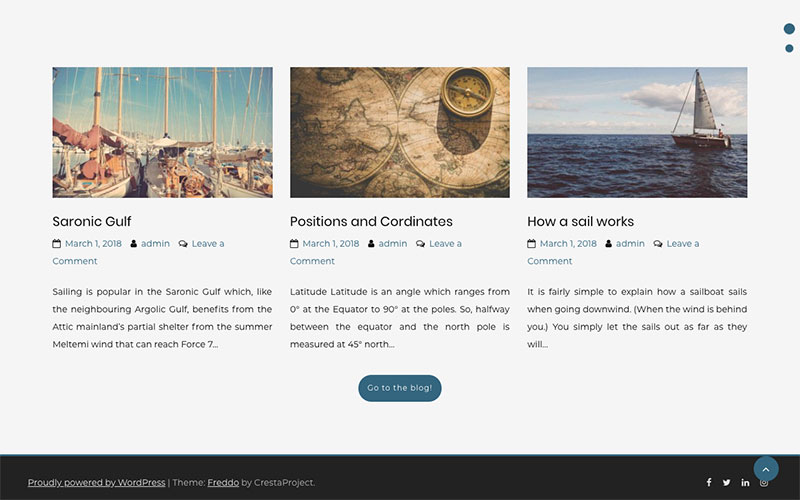 Saronic Gulf
March 1, 2018 admin Leave a
Comment
Sailing is popular in the Saronic Gulf which, like
the neighbouring Argolic Gulf, benefits from the
Attic mainland's partial shelter from the summer
Meltemi wind that can reach Force 7...
Positions and Cordinates
March 1, 2018 admin Leave a
Comment
Latitude Latitude is an angle which ranges from
0° at the Equator to 90° at the poles. So, halfway
between the equator and the north pole is
measured at 45° north...
How a sail works
March 1, 2018 admin Leave a
Comment
It is fairly simple to explain how a sailboat sails
when going downwind. (When the wind is behind
you.) You simply let the sails out as far as they
will...
Go to the blog!
Proudly powered by WordPress | Theme: Freddo by CrestaProject.